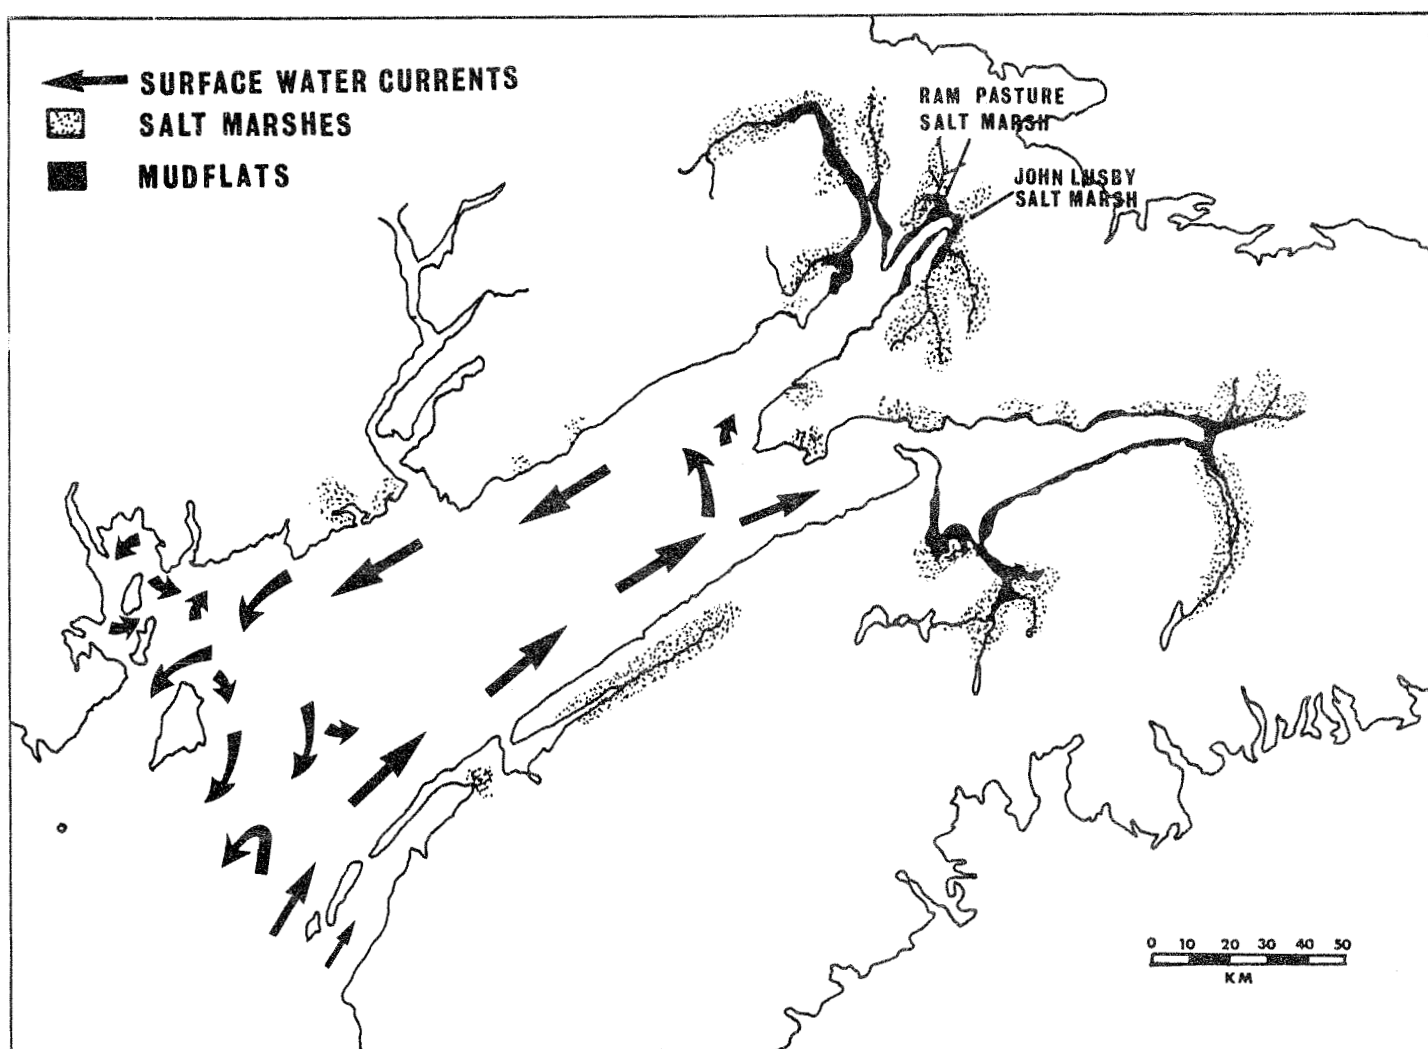 SURFACE WATER CURRENTS
SALT MARSHES
MUDFLATS
RAM PASTURE
SALT MARSH
JOHN LUSBY
SALT MARSH
0 10 20 30 40 50
KM